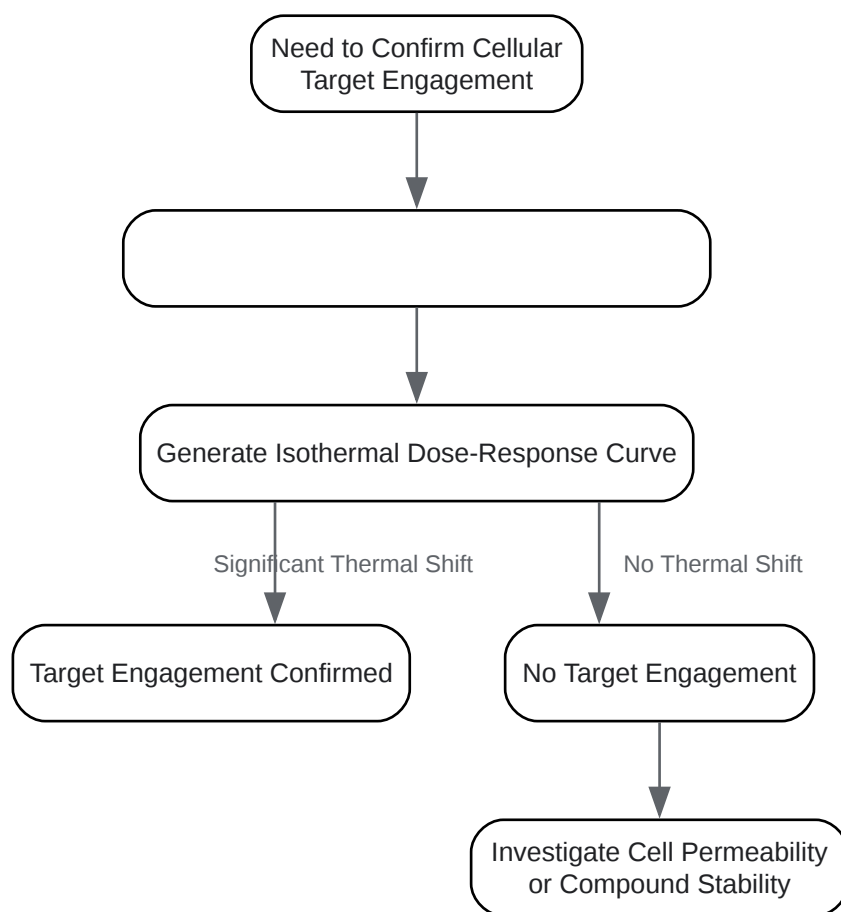 Need to Confirm Cellular
Target Engagement
Generate Isothermal Dose-Response Curve
Significant Thermal Shift
No Thermal Shift
Target Engagement Confirmed
No Target Engagement
Investigate Cell Permeability
or Compound Stability